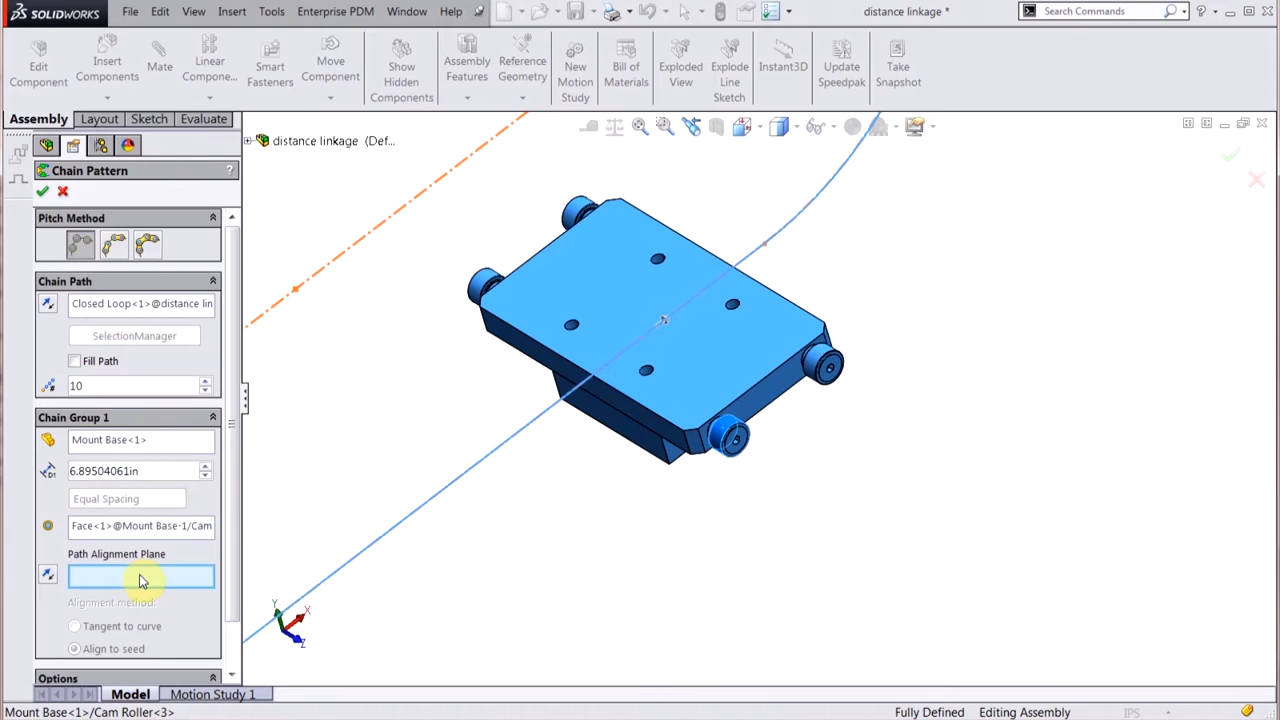 SOLIDWORKS File Edit View Insert Tools Enterprise PDM Window Help distance linkage * Search Commands ?
Edit Component
Insert Components
Mate
Linear Compone...
Smart Fasteners
Move Component
Show Hidden Components
Assembly Features
Reference Geometry
New Motion Study
Bill of Materials
Exploded View
Explode Line Sketch
Instant3D
Update Speedpak
Take Snapshot
Assembly Layout Sketch Evaluate
distance linkage (Def...
Chain Pattern ?
Pitch Method
Chain Path
Closed Loop<1>@distance lin
SelectionManager
Fill Path
10
Chain Group 1
Mount Base<1>
D1
6.89504061in
Equal Spacing
Face<1>@Mount Base-1/Cam
Path Alignment Plane
Alignment method:
Tangent to curve
Align to seed
Options
Y
X
Z
Model Motion Study 1
Mount Base<1>/Cam Roller<3> Fully Defined Editing Assembly IPS